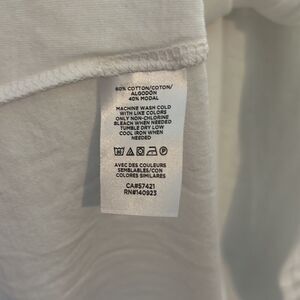 60% COTTON/COTON/
ALGODON
40% MODAL
MACHINE WASH COLD
WITH LIKE COLORS
ONLY NON-CHLORINE
BLEACH WHEN NEEDED
TUMBLE DRY LOW
COOL IRON WHEN
NEEDED
AVEC DES COULEURS
SEMBLABLES/CON
COLORES SIMILARES
CA#57421
RN#140923